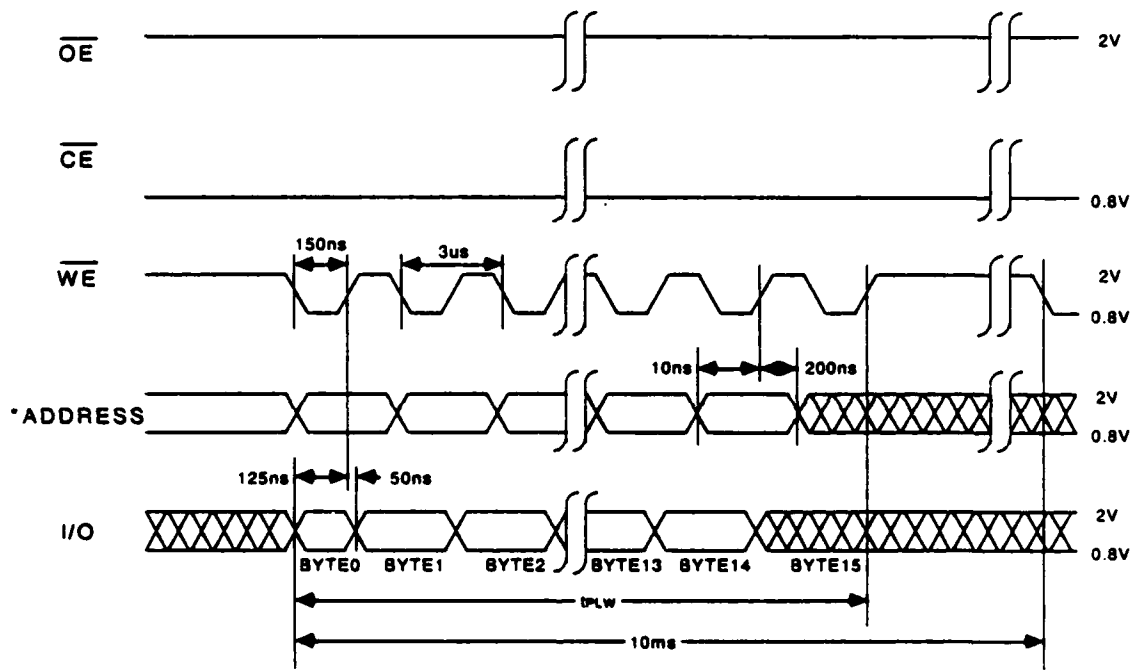 OE 2V
CE 0.8V
150ns 3us
WE 2V
0.8V
10ns 200ns
*ADDRESS 2V
0.8V
125ns 50ns
I/O 2V
0.8V
BYTE0 BYTE1 BYTE2 BYTE13 BYTE14 BYTE15
tPLW
10ms